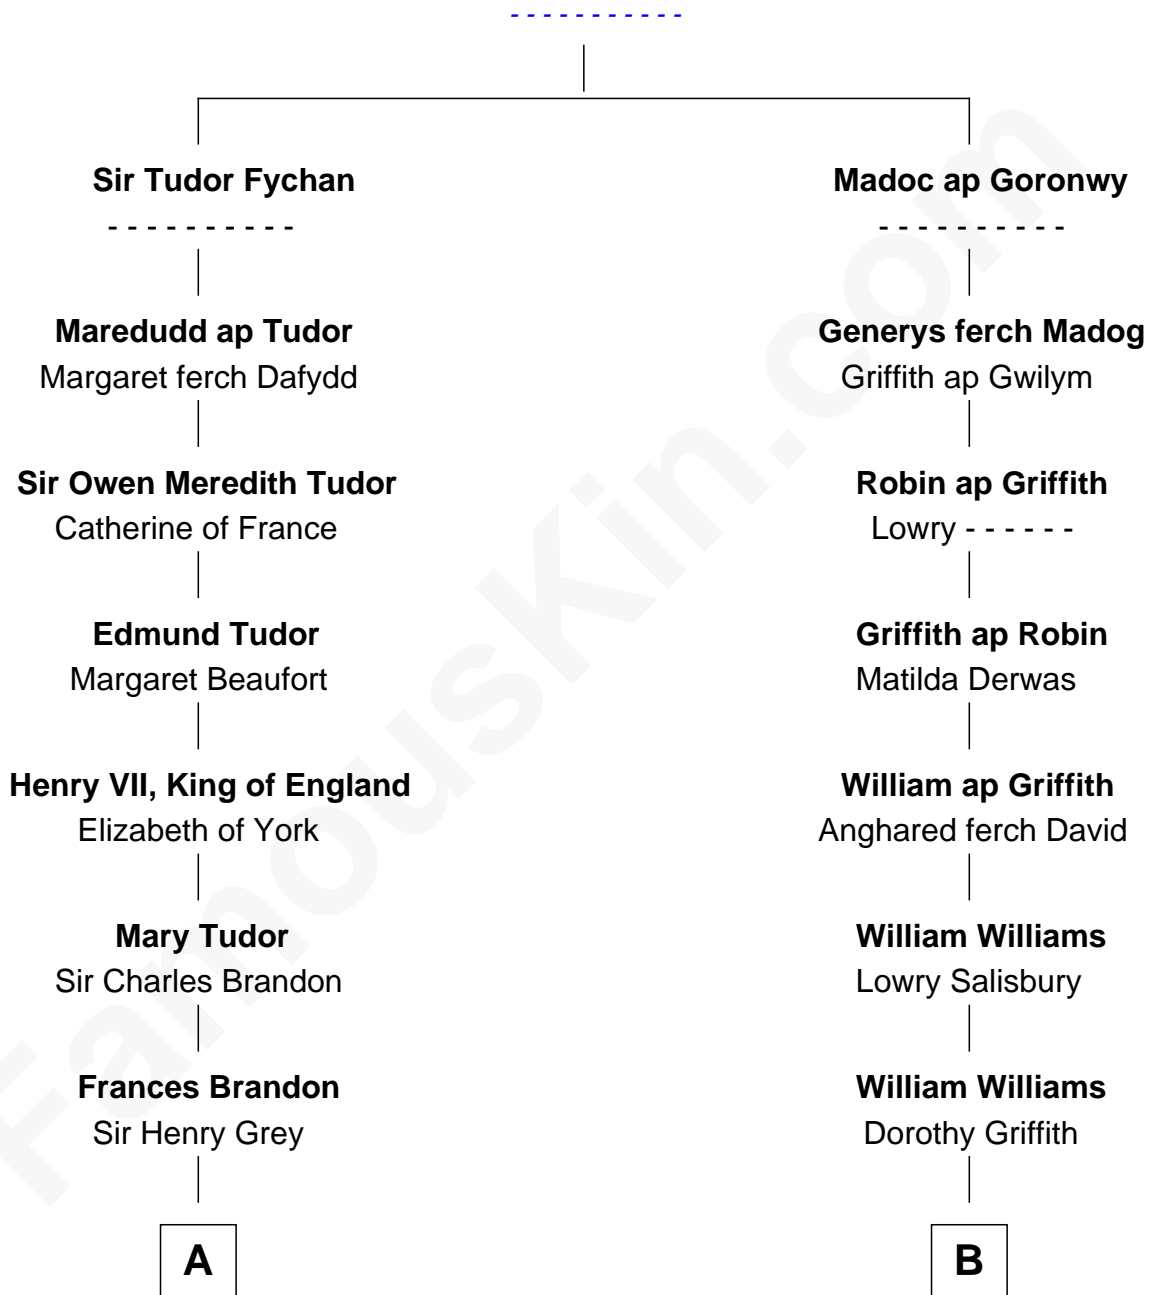 - - - - - - - - - - -
Sir Tudor Fychan
- - - - - - - - - -
Maredudd ap Tudor
Margaret ferch Dafydd
Sir Owen Meredith Tudor
Catherine of France
Edmund Tudor
Margaret Beaufort
Henry VII, King of England
Elizabeth of York
Mary Tudor
Sir Charles Brandon
Frances Brandon
Sir Henry Grey
A
Madoc ap Goronwy
- - - - - - - - - -
Generys ferch Madog
Griffith ap Gwilym
Robin ap Griffith
Lowry - - - - - -
Griffith ap Robin
Matilda Derwas
William ap Griffith
Anghared ferch David
William Williams
Lowry Salisbury
William Williams
Dorothy Griffith
B
FamousKin.com